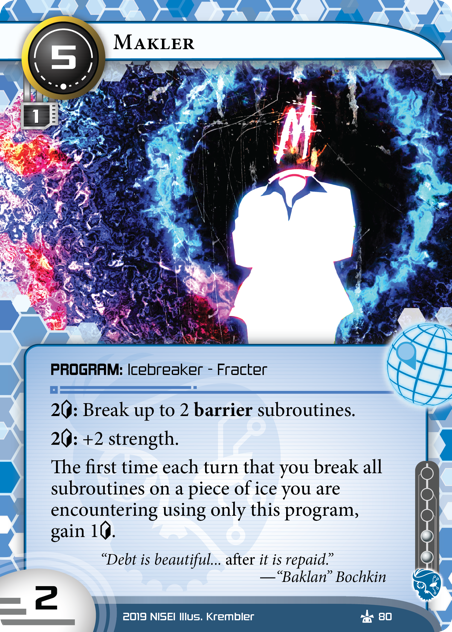 5
Makler
1
M
PROGRAM: Icebreaker - Fracter
2: Break up to 2 barrier subroutines.
2: +2 strength.
The first time each turn that you break all
subroutines on a piece of ice you are
encountering using only this program,
gain 1.
"Debt is beautiful... after it is repaid."
—"Baklan" Bochkin
2
2019 NISEI Illus. Krembler
80